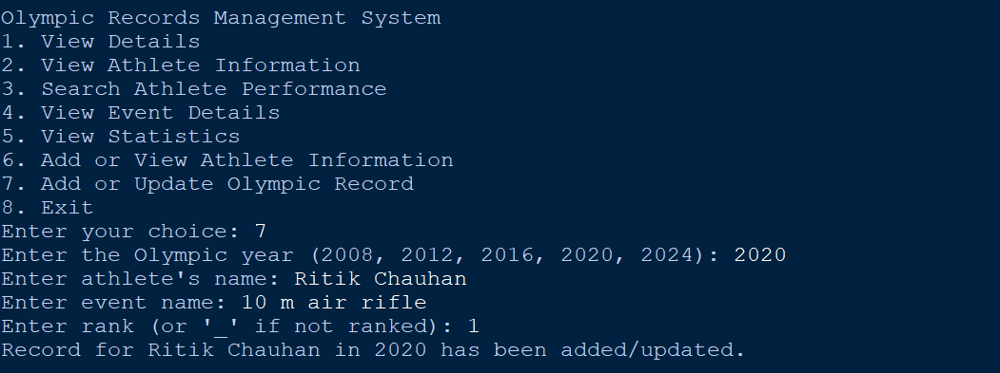 Olympic Records Management System
1. View Details
2. View Athlete Information
3. Search Athlete Performance
4. View Event Details
5. View Statistics
6. Add or View Athlete Information
7. Add or Update Olympic Record
8. Exit
Enter your choice: 7
Enter the Olympic year (2008, 2012, 2016, 2020, 2024): 2020
Enter athlete's name: Ritik Chauhan
Enter event name: 10 m air rifle
Enter rank (or '_' if not ranked): 1
Record for Ritik Chauhan in 2020 has been added/updated.